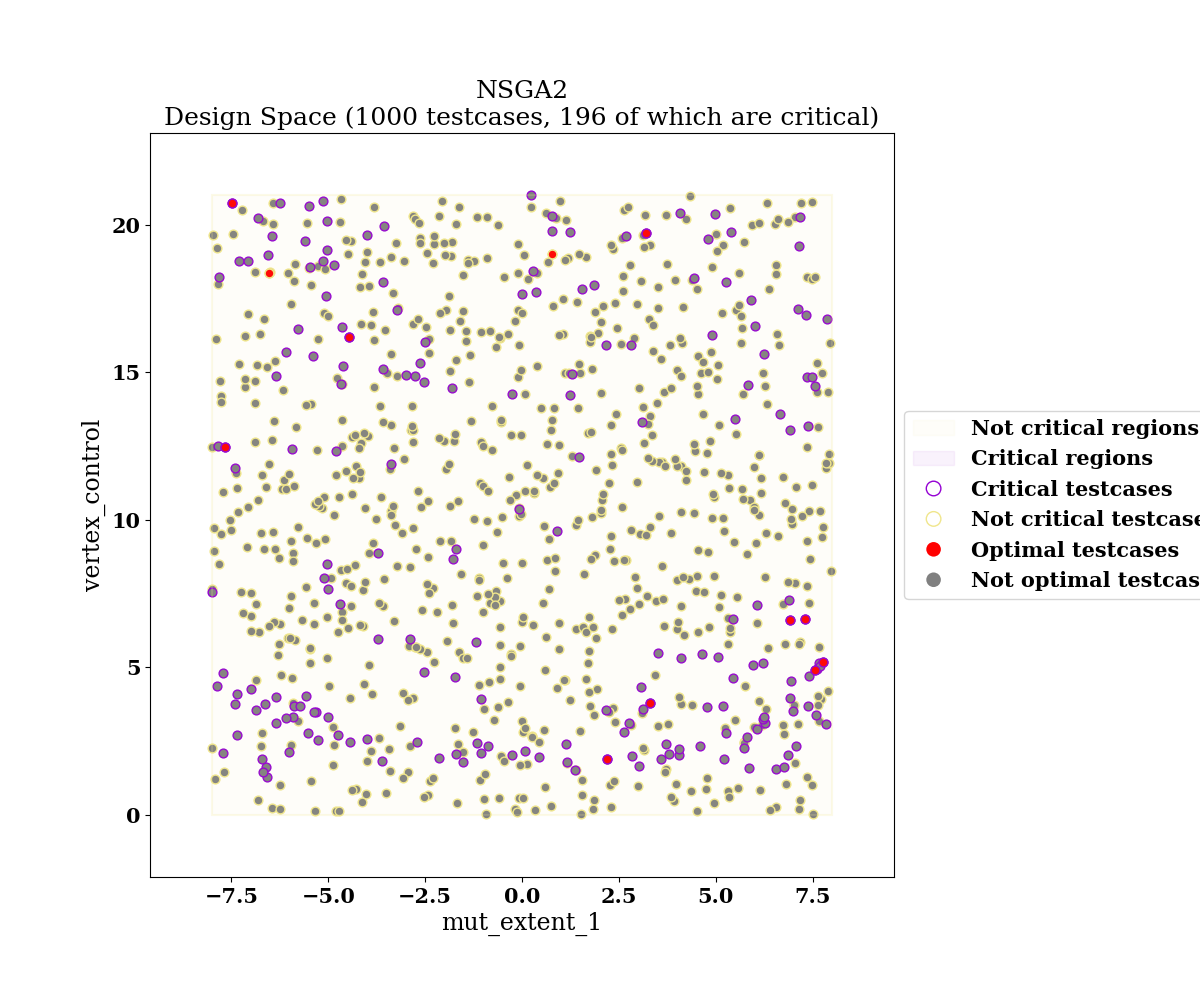 NSGA2
Design Space (1000 testcases, 196 of which are critical)
vertex_control
20
15
10
5
0
−7.5
−5.0
−2.5
0.0
2.5
5.0
7.5
mut_extent_1
Not critical regions
Critical regions
Critical testcases
Not critical testcase
Optimal testcases
Not optimal testcas